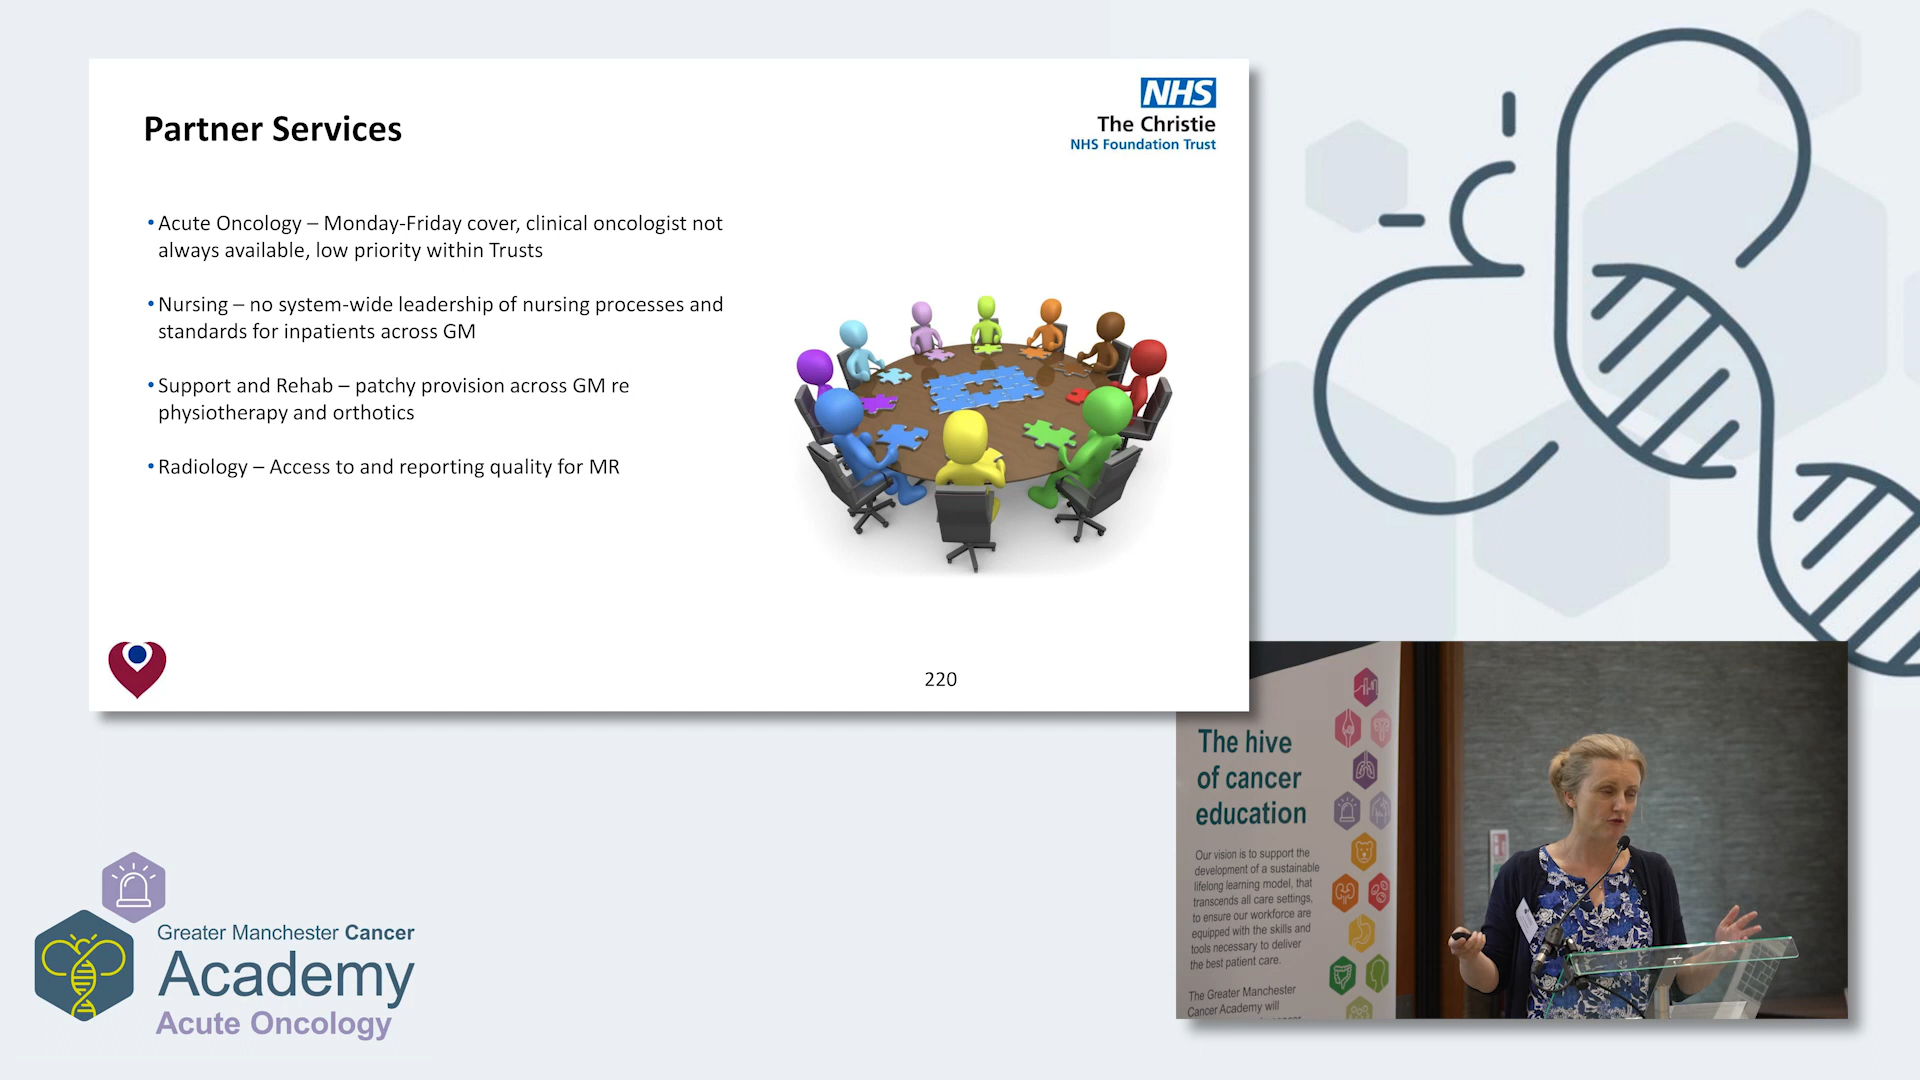 Partner Services
NHS
The Christie
NHS Foundation Trust
• Acute Oncology – Monday-Friday cover, clinical oncologist not
always available, low priority within Trusts
• Nursing – no system-wide leadership of nursing processes and
standards for inpatients across GM
• Support and Rehab – patchy provision across GM re
physiotherapy and orthotics
• Radiology – Access to and reporting quality for MR
220
The hive
of cancer
education
Our vision is to support the
development of a sustainable
lifelong learning model, that
transcends all care settings,
to ensure our workforce are
equipped with the skills and
tools necessary to deliver
the best patient care.
The Greater Manchester
Cancer Academy will
Greater Manchester Cancer
Academy
Acute Oncology